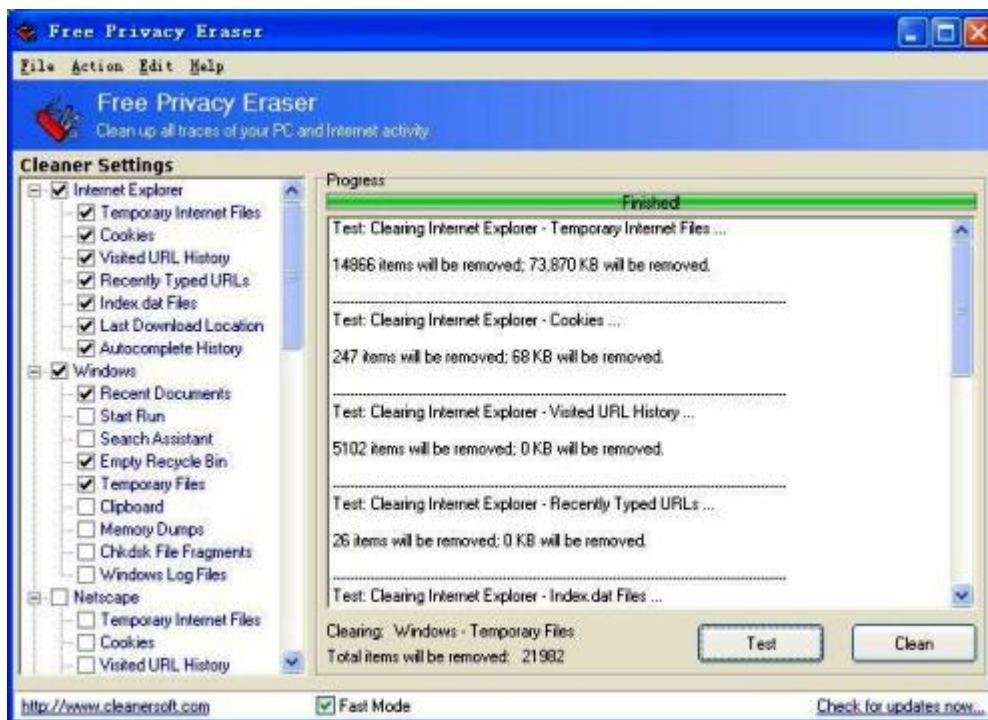 Free Privacy Eraser
File Action Edit Help
Free Privacy Eraser
Clean up all traces of your PC and Internet activity.
Cleaner Settings
Internet Explorer
Temporary Internet Files
Cookies
Visited URL History
Recently Typed URLs
Index.dat Files
Last Download Location
Autocomplete History
Windows
Recent Documents
Start Run
Search Assistant
Empty Recycle Bin
Temporary Files
Clipboard
Memory Dumps
Chkdsk File Fragments
Windows Log Files
Netscape
Temporary Internet Files
Cookies
Visited URL History
Progress
Finished!
Test: Clearing Internet Explorer - Temporary Internet Files ...
14866 items will be removed; 73,870 KB will be removed.
Test: Clearing Internet Explorer - Cookies ...
247 items will be removed; 68 KB will be removed.
Test: Clearing Internet Explorer - Visited URL History ...
5102 items will be removed; 0 KB will be removed.
Test: Clearing Internet Explorer - Recently Typed URLs ...
26 items will be removed; 0 KB will be removed.
Test: Clearing Internet Explorer - Index.dat Files ...
Clearing: Windows - Temporary Files
Total items will be removed: 21982
Test
Clean
http://www.cleanersoft.com
Fast Mode
Check for updates now...